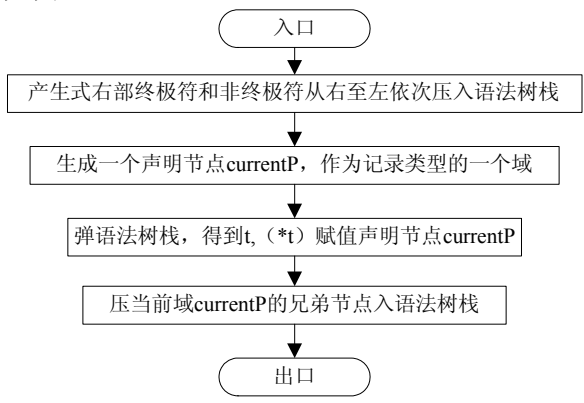 入口
产生式右部终极符和非终极符从右至左依次压入语法树栈
生成一个声明节点currentP，作为记录类型的一个域
弹语法树栈，得到t,（*t）赋值声明节点currentP
压当前域currentP的兄弟节点入语法树栈
出口